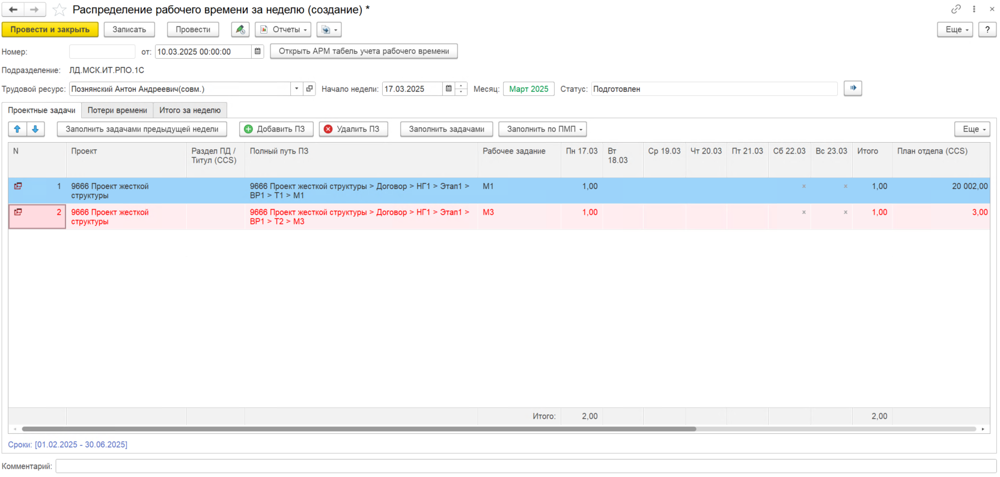 Распределение рабочего времени за неделю (создание) *
Провести и закрыть Записать Провести Отчеты Еще ?
Номер: от: 10.03.2025 00:00:00 Открыть АРМ табель учета рабочего времени
Подразделение: ЛД.МСК.ИТ.РПО.1С
Трудовой ресурс: Познянский Антон Андреевич(совм.) Начало недели: 17.03.2025 Месяц: Март 2025 Статус: Подготовлен
Проектные задачи Потери времени Итого за неделю
Заполнить задачами предыдущей недели Добавить ПЗ Удалить ПЗ Заполнить задачами Заполнить по ПМП Еще
N Проект Раздел ПД / Полный путь ПЗ Рабочее задание Пн 17.03 Вт Ср 19.03 Чт 20.03 Пт 21.03 Сб 22.03 Вс 23.03 Итого План отдела (CCS)
Титул (CCS) 18.03
1 9666 Проект жесткой 9666 Проект жесткой структуры > Договор > НГ1 > Этап1 > М1 1,00 x x 1,00 20 002,00
структуры ВР1 > Т1 > М1
2 9666 Проект жесткой 9666 Проект жесткой структуры > Договор > НГ1 > Этап1 > М3 1,00 x x 1,00 3,00
структуры ВР1 > Т2 > М3
Итого: 2,00 2,00
Сроки: [01.02.2025 - 30.06.2025]
Комментарий: